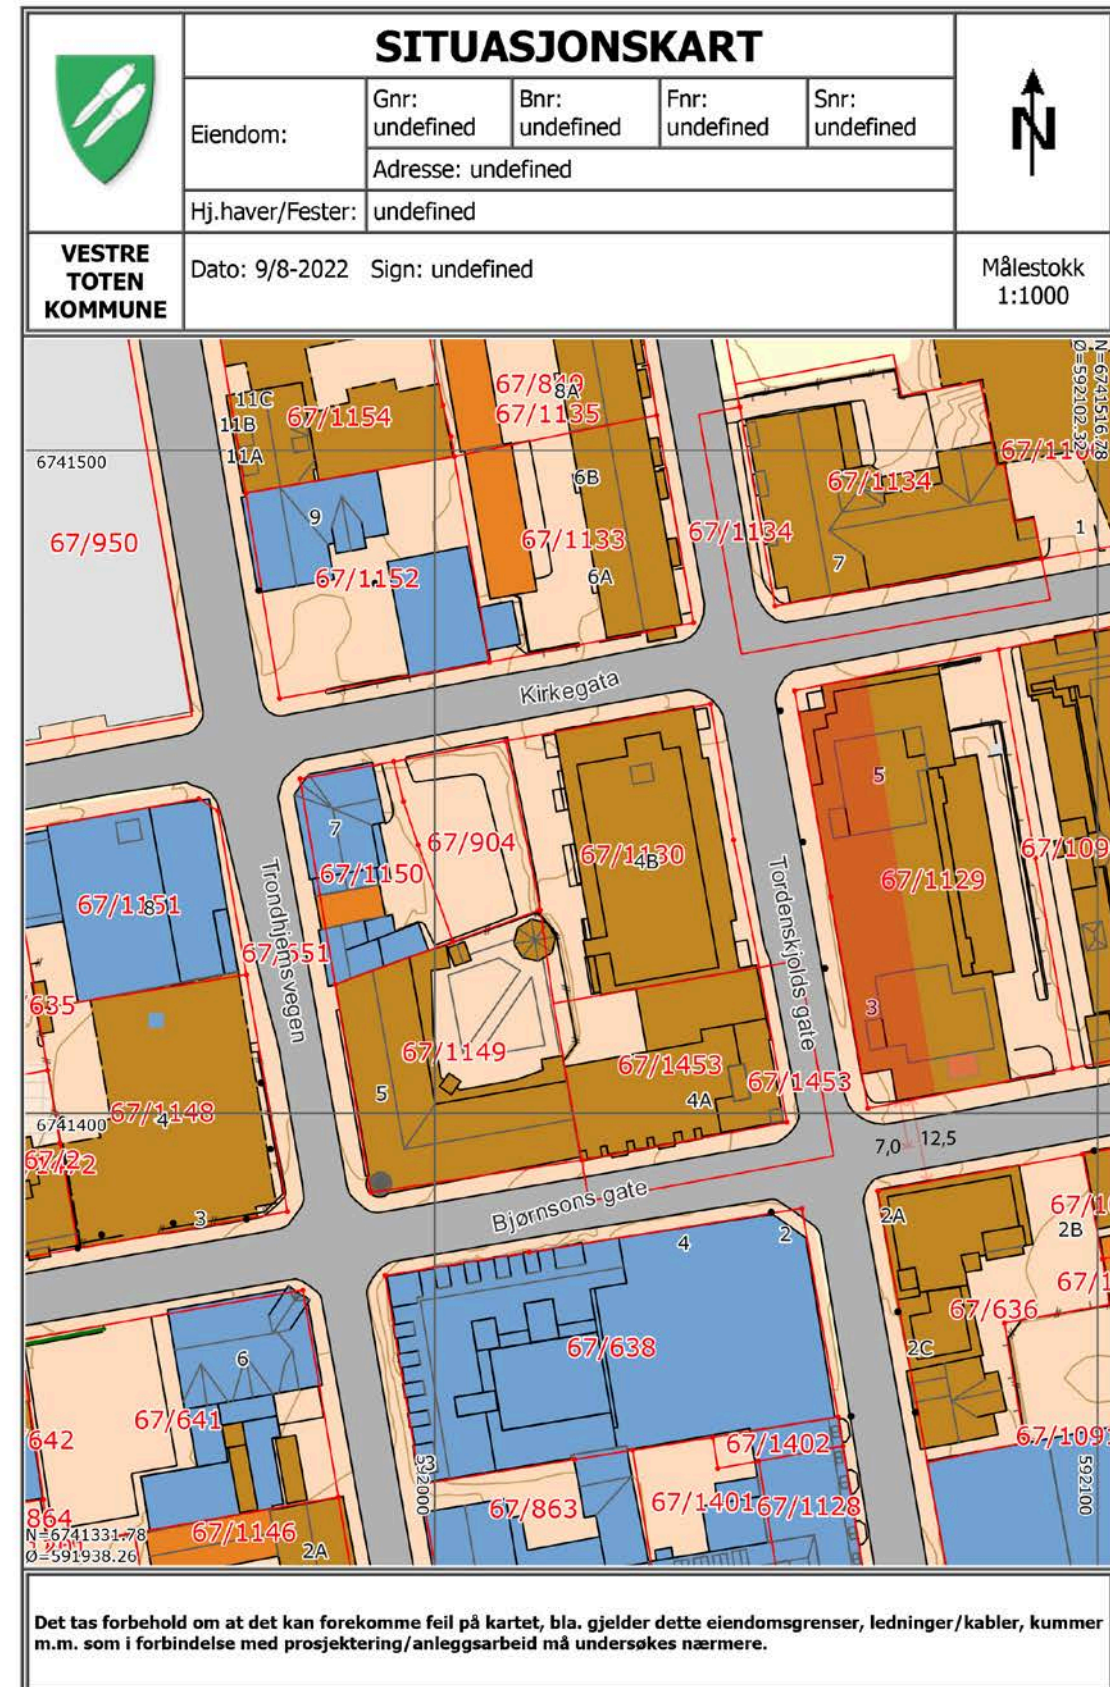 SITUASJONSKART
Eiendom:
Gnr:
undefined
Bnr:
undefined
Fnr:
undefined
Snr:
undefined
Adresse: undefined
Hj.haver/Fester:
undefined
N
VESTRE
TOTEN
KOMMUNE
Dato: 9/8-2022 Sign: undefined
Målestokk
1:1000
N=6741516.78
Ø=592102.32
11C
67/1154
11B
11A
67/849
8A
67/1135
6741500
67/950
9
67/1152
6B
67/1133
6A
67/1134
67/1134
7
1
Kirkegata
7
67/1150
67/904
67/1130
4B
5
67/1129
67/1151
8
67/651
Trondhjemsvegen
Tordenskjolds gate
635
67/1149
5
67/1453
4A
67/1453
3
6741400
67/1148
4
3
7,0
12,5
Bjørnsons gate
4
2
2A
2B
67/638
67/636
2C
6
67/641
642
67/1402
3
592000
592100
67/863
67/1401
67/1128
864
67/1146
2A
N=6741331.78
Ø=591938.26
Det tas forbehold om at det kan forekomme feil på kartet, bla. gjelder dette eiendomsgrenser, ledninger/kabler, kummer
m.m. som i forbindelse med prosjektering/anleggsarbeid må undersøkes nærmere.